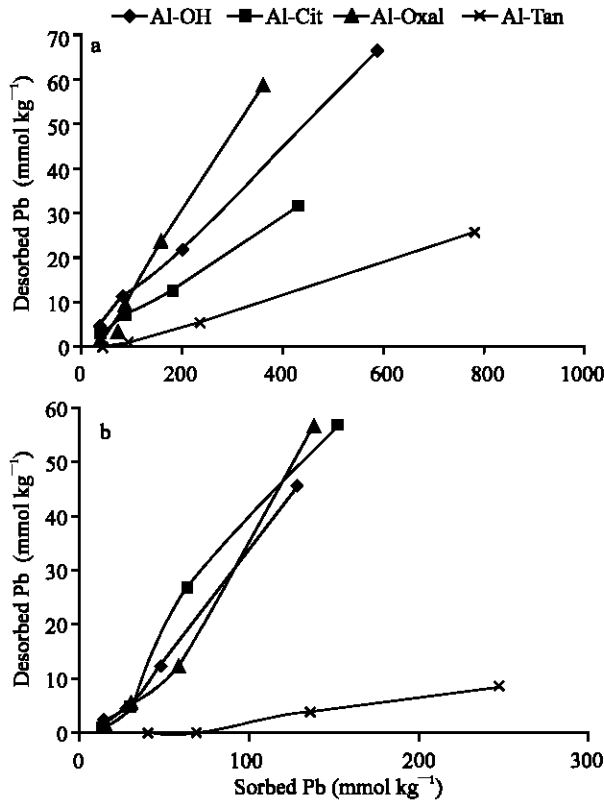 Al-OH Al-Cit Al-Oxal Al-Tan
a
Desorbed Pb (mmol kg⁻¹)
70
60
50
40
30
20
10
0
0 200 400 600 800 1000
b
Desorbed Pb (mmol kg⁻¹)
60
50
40
30
20
10
0
0 100 200 300
Sorbed Pb (mmol kg⁻¹)